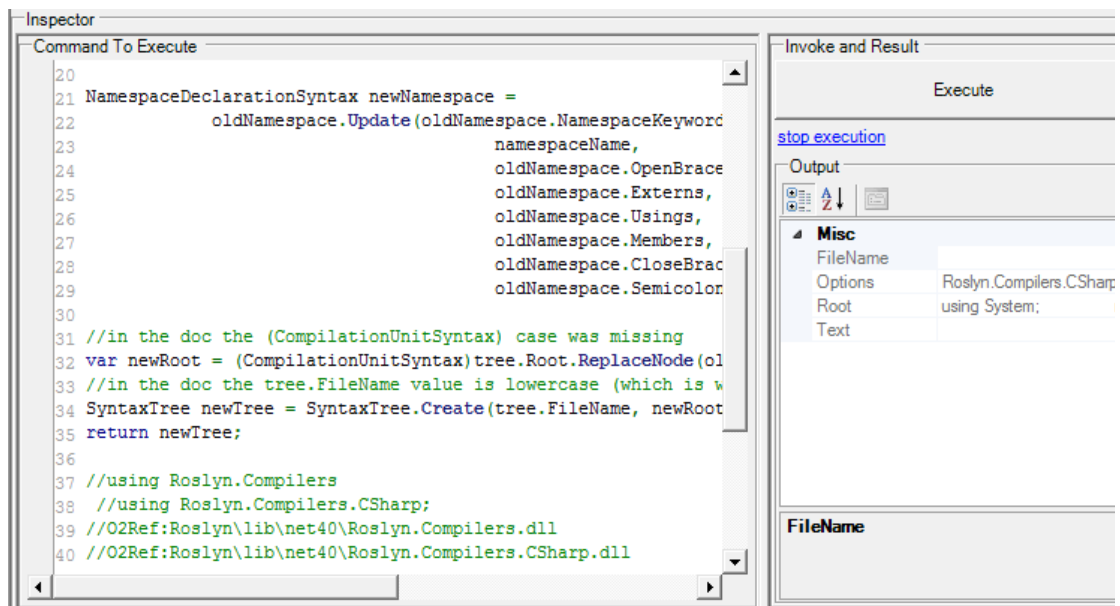 Inspector
Command To Execute
20
21 NamespaceDeclarationSyntax newNamespace =
22 oldNamespace.Update(oldNamespace.NamespaceKeyword
23 namespaceName,
24 oldNamespace.OpenBrace
25 oldNamespace.Externs,
26 oldNamespace.Usings,
27 oldNamespace.Members,
28 oldNamespace.CloseBrac
29 oldNamespace.Semicolon
30
31 //in the doc the (CompilationUnitSyntax) case was missing
32 var newRoot = (CompilationUnitSyntax)tree.Root.ReplaceNode(ol
33 //in the doc the tree.FileName value is lowercase (which is w
34 SyntaxTree newTree = SyntaxTree.Create(tree.FileName, newRoot
35 return newTree;
36
37 //using Roslyn.Compilers
38 //using Roslyn.Compilers.CSharp;
39 //O2Ref:Roslyn\lib\net40\Roslyn.Compilers.dll
40 //O2Ref:Roslyn\lib\net40\Roslyn.Compilers.CSharp.dll
Invoke and Result
Execute
stop execution
Output
Misc
FileName
Options Roslyn.Compilers.CSharp
Root using System;
Text
FileName